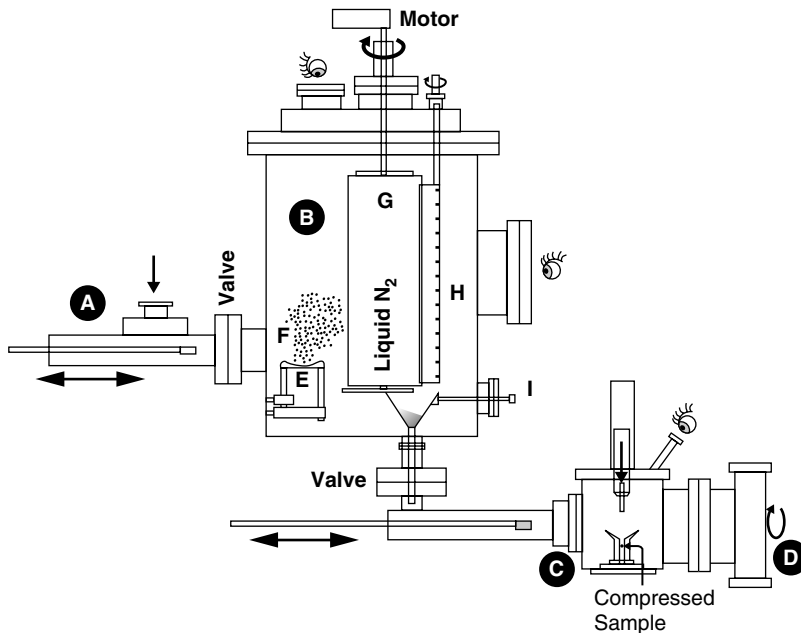 Motor
G
B
Valve
A
H
Liquid N2
F
E
I
Valve
C
D
Compressed
Sample